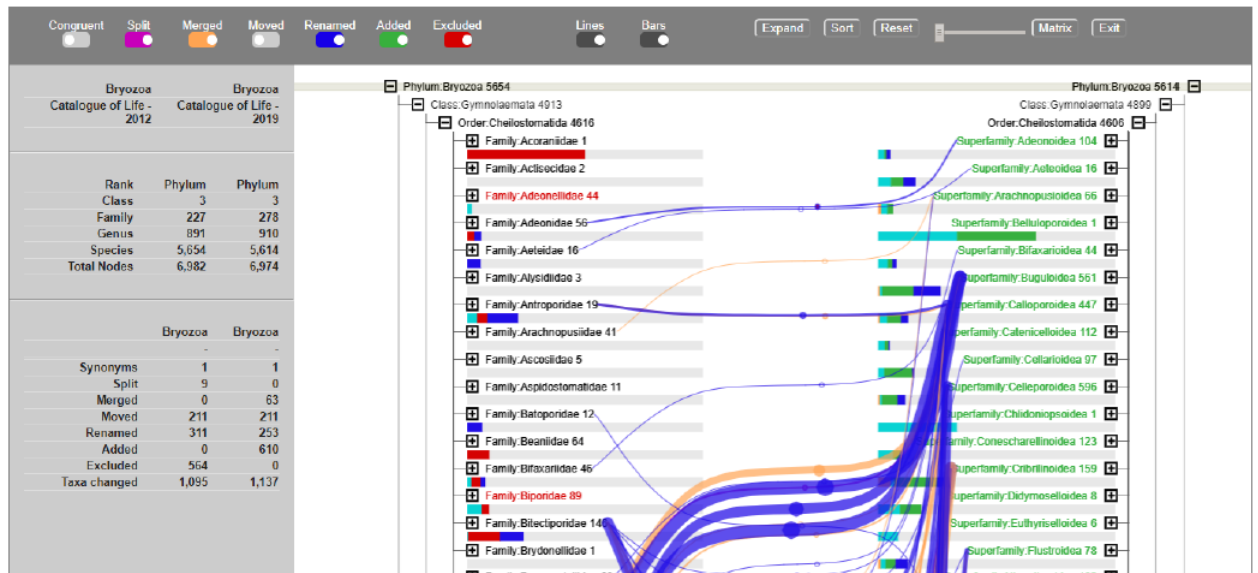 Congruent Split Merged Moved Renamed Added Excluded Lines Bars Expand Sort Reset Matrix Exit
Bryozoa Bryozoa
Catalogue of Life - Catalogue of Life -
2012 2019
Rank Phylum Phylum
Class 3 3
Family 227 278
Genus 891 910
Species 5,654 5,614
Total Nodes 6,982 6,974
Bryozoa Bryozoa
- -
Synonyms 1 1
Split 9 0
Merged 0 63
Moved 211 211
Renamed 311 253
Added 0 610
Excluded 564 0
Taxa changed 1,095 1,137
Phylum:Bryozoa 5654
Class:Gymnolaemata 4913
Order:Cheilostomatida 4616
Family:Acoraniidae 1
Family:Actisecidae 2
Family:Adeonellidae 44
Family:Adeonidae 56
Family:Aeteidae 16
Family:Alysidiidae 3
Family:Antroporidae 19
Family:Arachnopusiidae 41
Family:Ascosiidae 5
Family:Aspidostomatidae 11
Family:Batoporidae 12
Family:Beaniidae 64
Family:Bifaxariidae 46
Family:Biporidae 89
Family:Bitectiporidae
Family:Brydonellidae 1
Phylum:Bryozoa 5614
Class:Gymnolaemata 4899
Order:Cheilostomatida 4606
Superfamily:Adeonoidea 104
Superfamily:Aeteoidea 16
Superfamily:Arachnopusioidea 66
Superfamily:Belluloporoidea 1
Superfamily:Bifaxarioidea 44
Superfamily:Buguloidea 561
Superfamily:Calloporoidea 447
Superfamily:Catenicelloidea 112
Superfamily:Cellarioidea 97
Superfamily:Celleporoidea 596
Superfamily:Chlidoniopsoidea 1
Superfamily:Conescharellinoidea 123
Superfamily:Cribrilinoidea 159
Superfamily:Didymoselloidea 8
Superfamily:Euthyriselloidea 6
Superfamily:Flustroidea 78